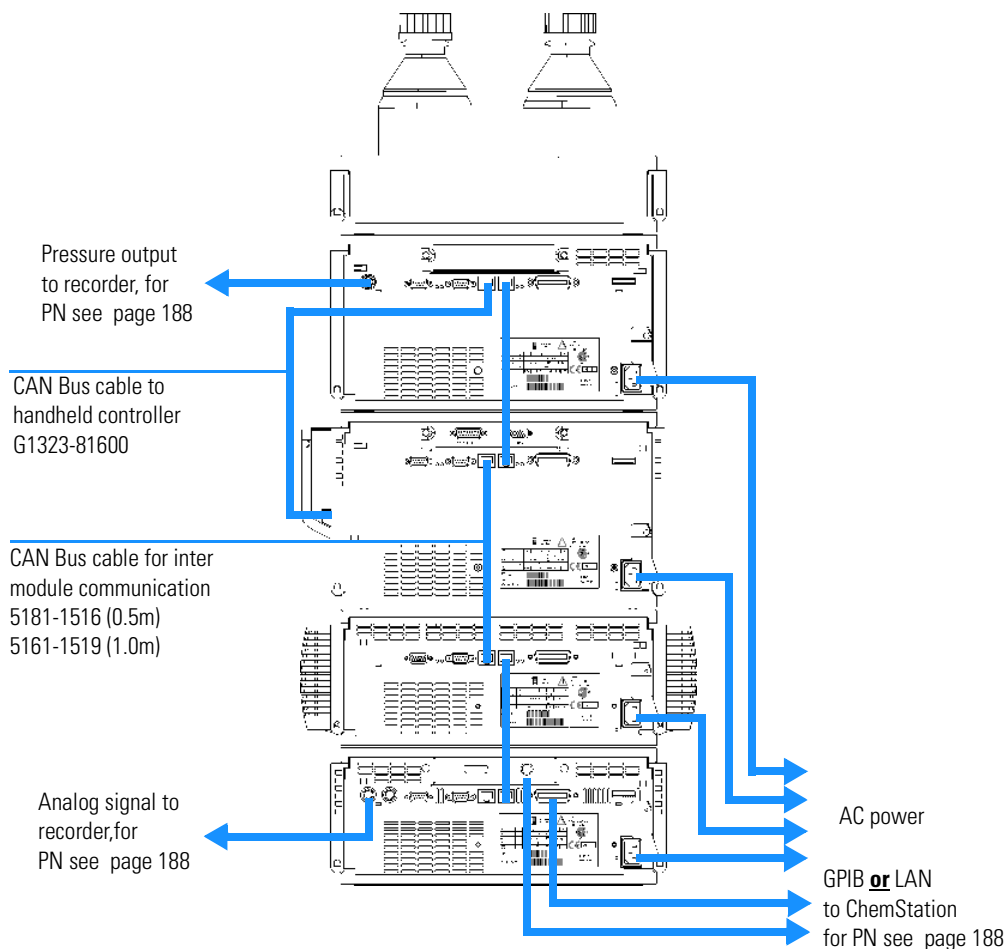 Pressure output
to recorder, for
PN see page 188
CAN Bus cable to
handheld controller
G1323-81600
CAN Bus cable for inter
module communication
5181-1516 (0.5m)
5161-1519 (1.0m)
Analog signal to
recorder,for
PN see page 188
AC power
GPIB or LAN
to ChemStation
for PN see page 188